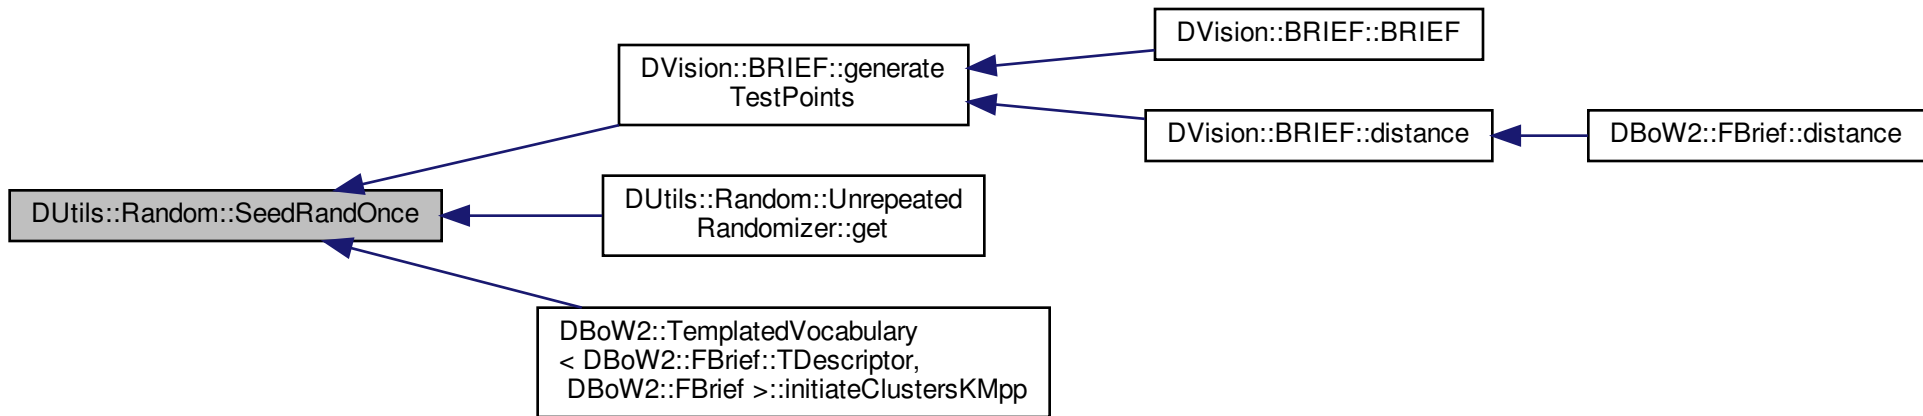 DUtils::Random::SeedRandOnce
DVision::BRIEF::generate
TestPoints
DVision::BRIEF::BRIEF
DVision::BRIEF::distance
DBoW2::FBrief::distance
DUtils::Random::Unrepeated
Randomizer::get
DBoW2::TemplatedVocabulary
< DBoW2::FBrief::TDescriptor,
DBoW2::FBrief >::initiateClustersKMpp